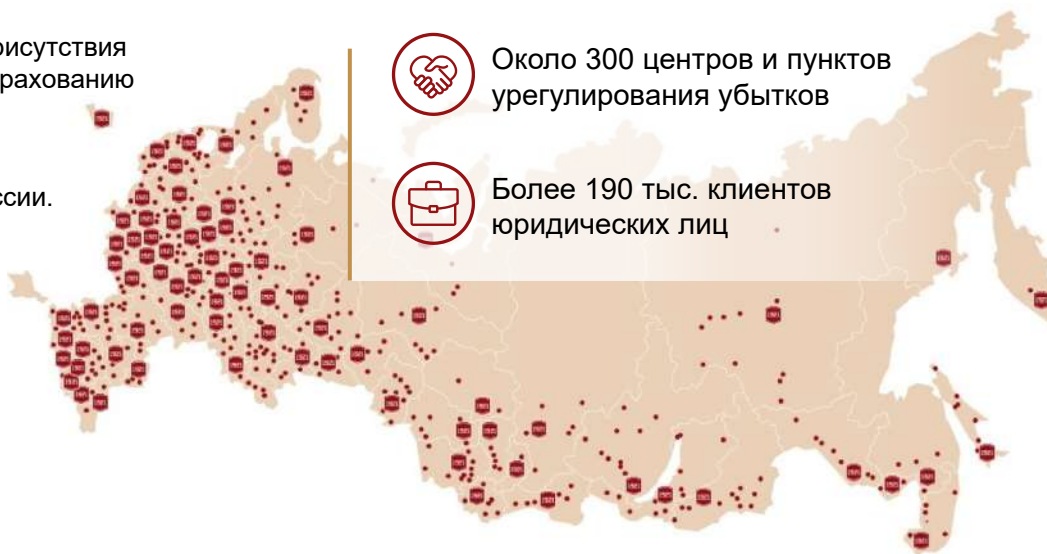 рисутствия
рахованию
ссии.
Около 300 центров и пунктов
урегулирования убытков
Более 190 тыс. клиентов
юридических лиц